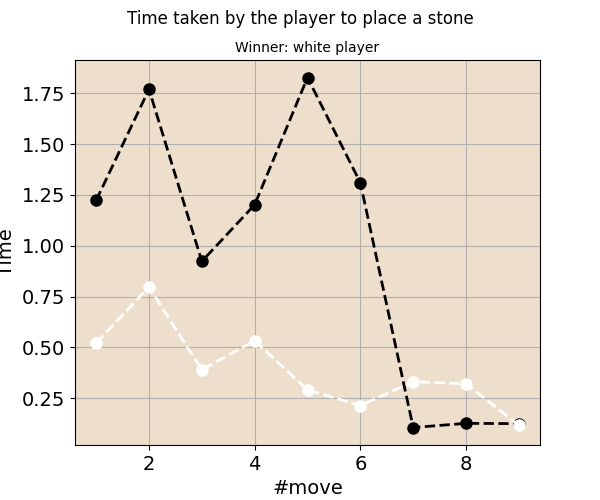 Time taken by the player to place a stone
Winner: white player
1.75
1.50
1.25
1.00
0.75
0.50
0.25
Time
2 4 6 8
#move